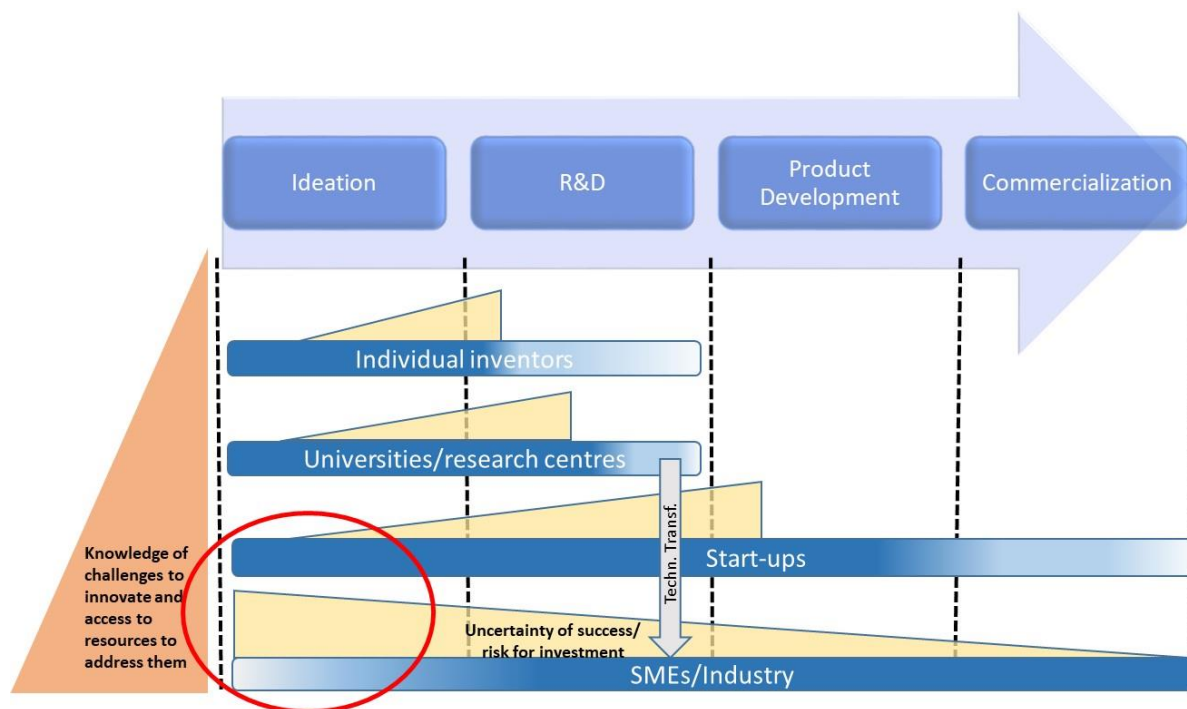 Ideation
R&D
Product
Development
Commercialization
Individual inventors
Universities/research centres
Techn. Transf.
Start-ups
Knowledge of
challenges to
innovate and
access to
resources to
address them
Uncertainty of success/
risk for investment
SMEs/Industry